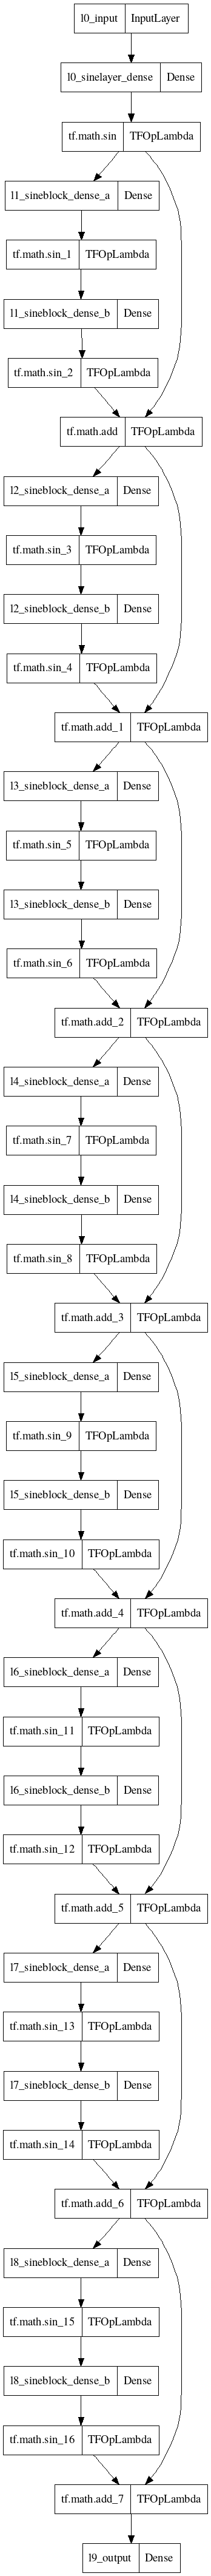 l0_input InputLayer
l0_sinelayer_dense Dense
tf.math.sin TFOpLambda
l1_sineblock_dense_a Dense
tf.math.sin_1 TFOpLambda
l1_sineblock_dense_b Dense
tf.math.sin_2 TFOpLambda
tf.math.add TFOpLambda
l2_sineblock_dense_a Dense
tf.math.sin_3 TFOpLambda
l2_sineblock_dense_b Dense
tf.math.sin_4 TFOpLambda
tf.math.add_1 TFOpLambda
l3_sineblock_dense_a Dense
tf.math.sin_5 TFOpLambda
l3_sineblock_dense_b Dense
tf.math.sin_6 TFOpLambda
tf.math.add_2 TFOpLambda
l4_sineblock_dense_a Dense
tf.math.sin_7 TFOpLambda
l4_sineblock_dense_b Dense
tf.math.sin_8 TFOpLambda
tf.math.add_3 TFOpLambda
l5_sineblock_dense_a Dense
tf.math.sin_9 TFOpLambda
l5_sineblock_dense_b Dense
tf.math.sin_10 TFOpLambda
tf.math.add_4 TFOpLambda
l6_sineblock_dense_a Dense
tf.math.sin_11 TFOpLambda
l6_sineblock_dense_b Dense
tf.math.sin_12 TFOpLambda
tf.math.add_5 TFOpLambda
l7_sineblock_dense_a Dense
tf.math.sin_13 TFOpLambda
l7_sineblock_dense_b Dense
tf.math.sin_14 TFOpLambda
tf.math.add_6 TFOpLambda
l8_sineblock_dense_a Dense
tf.math.sin_15 TFOpLambda
l8_sineblock_dense_b Dense
tf.math.sin_16 TFOpLambda
tf.math.add_7 TFOpLambda
l9_output Dense